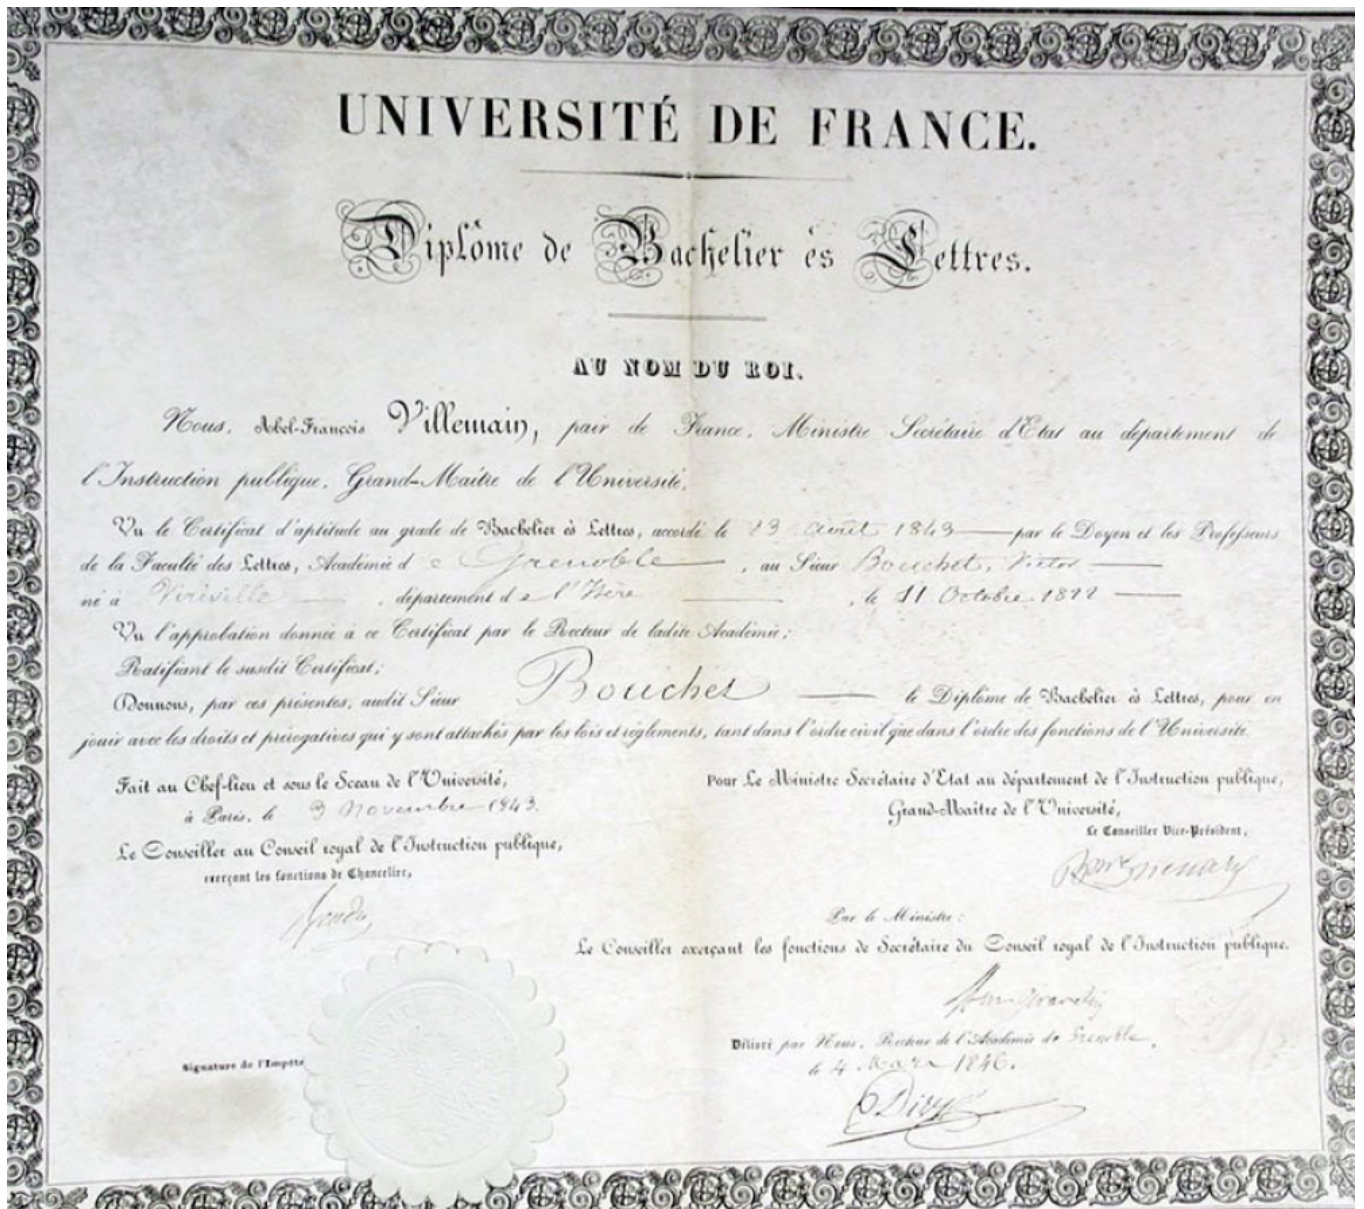 UNIVERSITÉ DE FRANCE.
Diplôme de Bachelier ès Lettres.
AU NOM DU ROI.
Nous, Abel-François Villemain, pair de France, Ministre Secrétaire d'Etat au département de
l'Instruction publique, Grand-Maître de l'Université,
Vu le Certificat d'aptitude au grade de Bachelier ès Lettres, accordé le 13 Août 1843 par le Doyen et les Professeurs
de la Faculté des Lettres, Académie de Grenoble, au Sieur Bouchet, Victor
né à Viriville, département de l'Isère, le 11 Octobre 1822
Vu l'approbation donnée à ce Certificat par le Recteur de ladite Académie;
Ratifiant le susdit Certificat;
Donnons, par ces présentes, audit Sieur Bouchet le Diplôme de Bachelier ès Lettres, pour en
jouir avec les droits et prérogatives qui y sont attachés par les lois et règlements, tant dans l'ordre civil que dans l'ordre des fonctions de l'Université.
Fait au Chef-lieu et sous le Sceau de l'Université,
à Paris, le 3 Novembre 1843.
Le Conseiller au Conseil royal de l'Instruction publique,
exerçant les fonctions de Chancelier,
Pour Le Ministre Secrétaire d'Etat au département de l'Instruction publique,
Grand-Maître de l'Université,
Le Conseiller Vice-Président,
Par le Ministre:
Le Conseiller exerçant les fonctions de Secrétaire du Conseil royal de l'Instruction publique.
Délivré par Nous, Recteur de l'Académie de Grenoble,
le 4 Mars 1846.
Signature de l'Impét